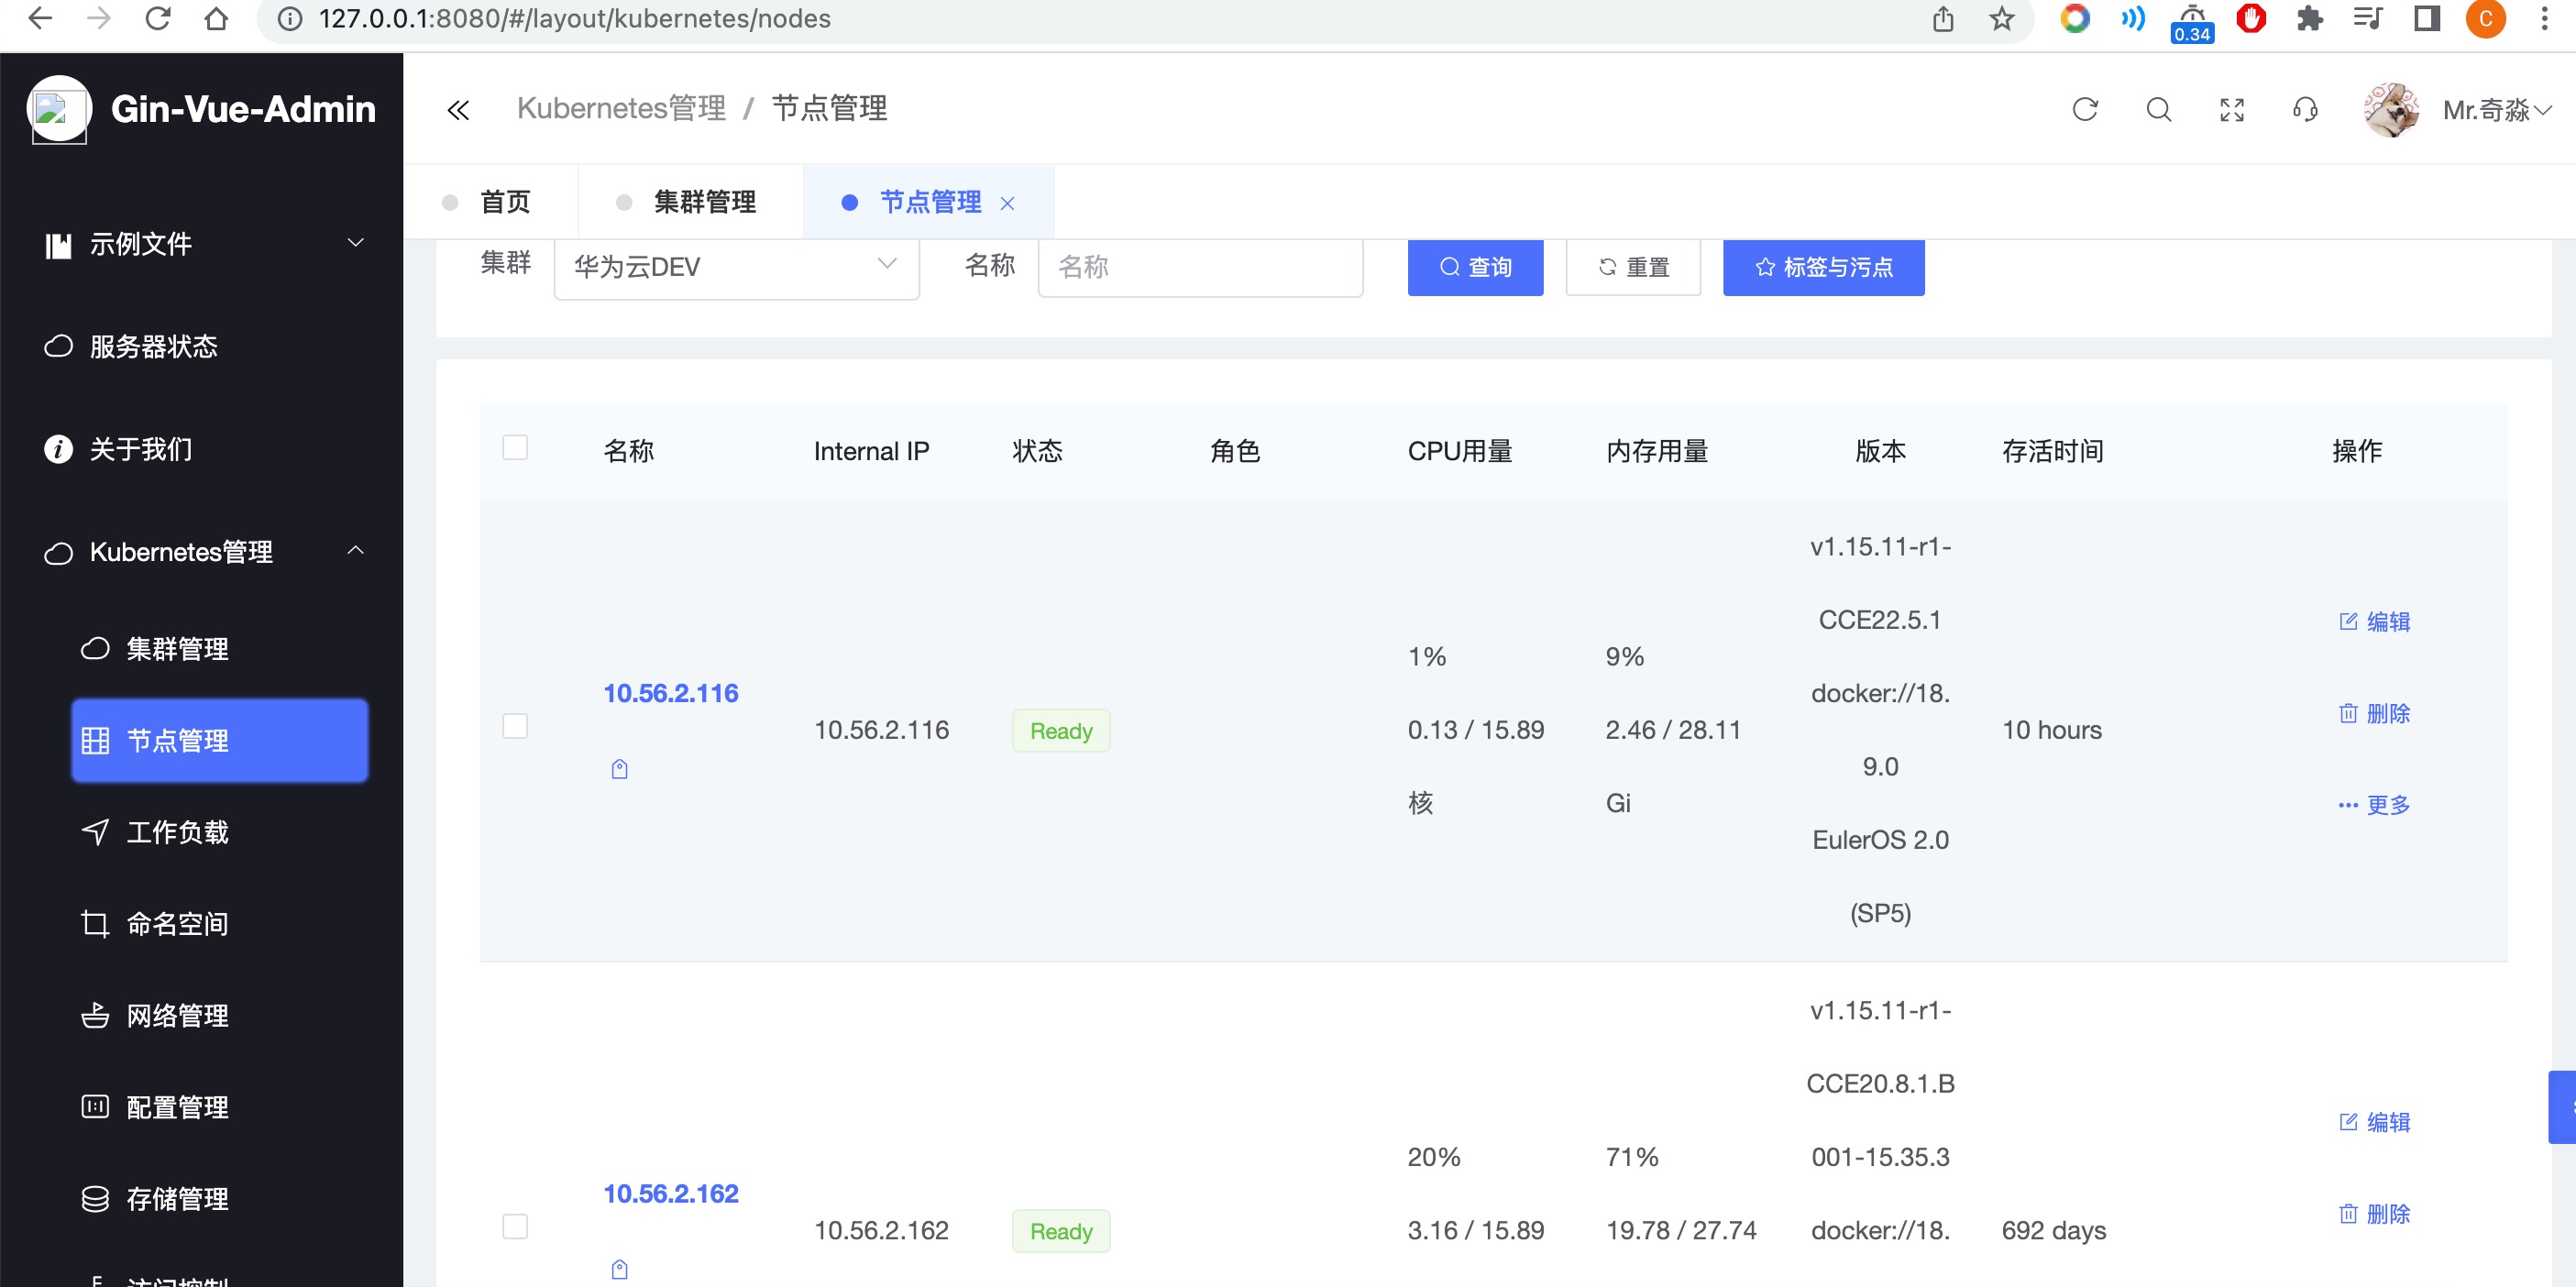 127.0.0.1:8080/#/layout/kubernetes/nodes
0.34
C
Gin-Vue-Admin
Kubernetes管理 / 节点管理
Mr.奇淼
首页
集群管理
节点管理
示例文件
服务器状态
关于我们
Kubernetes管理
集群管理
节点管理
工作负载
命名空间
网络管理
配置管理
存储管理
访问控制
集群
华为云DEV
名称
名称
查询
重置
标签与污点
名称
Internal IP
状态
角色
CPU用量
内存用量
版本
存活时间
操作
10.56.2.116
10.56.2.116
Ready
1%
0.13 / 15.89
核
9%
2.46 / 28.11
Gi
v1.15.11-r1-
CCE22.5.1
docker://18.
9.0
EulerOS 2.0
(SP5)
10 hours
编辑
删除
更多
10.56.2.162
10.56.2.162
Ready
20%
3.16 / 15.89
71%
19.78 / 27.74
v1.15.11-r1-
CCE20.8.1.B
001-15.35.3
docker://18.
692 days
编辑
删除